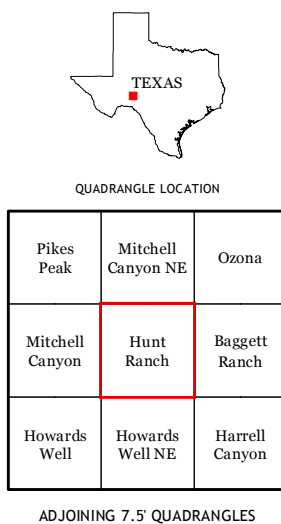 TEXAS
QUADRANGLE LOCATION
Pikes
Peak
Mitchell
Canyon NE
Ozona
Mitchell
Canyon
Hunt
Ranch
Baggett
Ranch
Howards
Well
Howards
Well NE
Harrell
Canyon
ADJOINING 7.5' QUADRANGLES